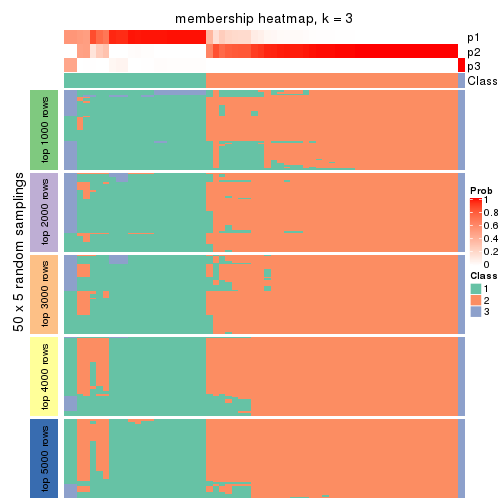 membership heatmap, k = 3
p1
p2
p3
Class
50 x 5 random samplings
top 1000 rows
top 2000 rows
top 3000 rows
top 4000 rows
top 5000 rows
Prob
1
0.8
0.6
0.4
0.2
0
Class
1
2
3